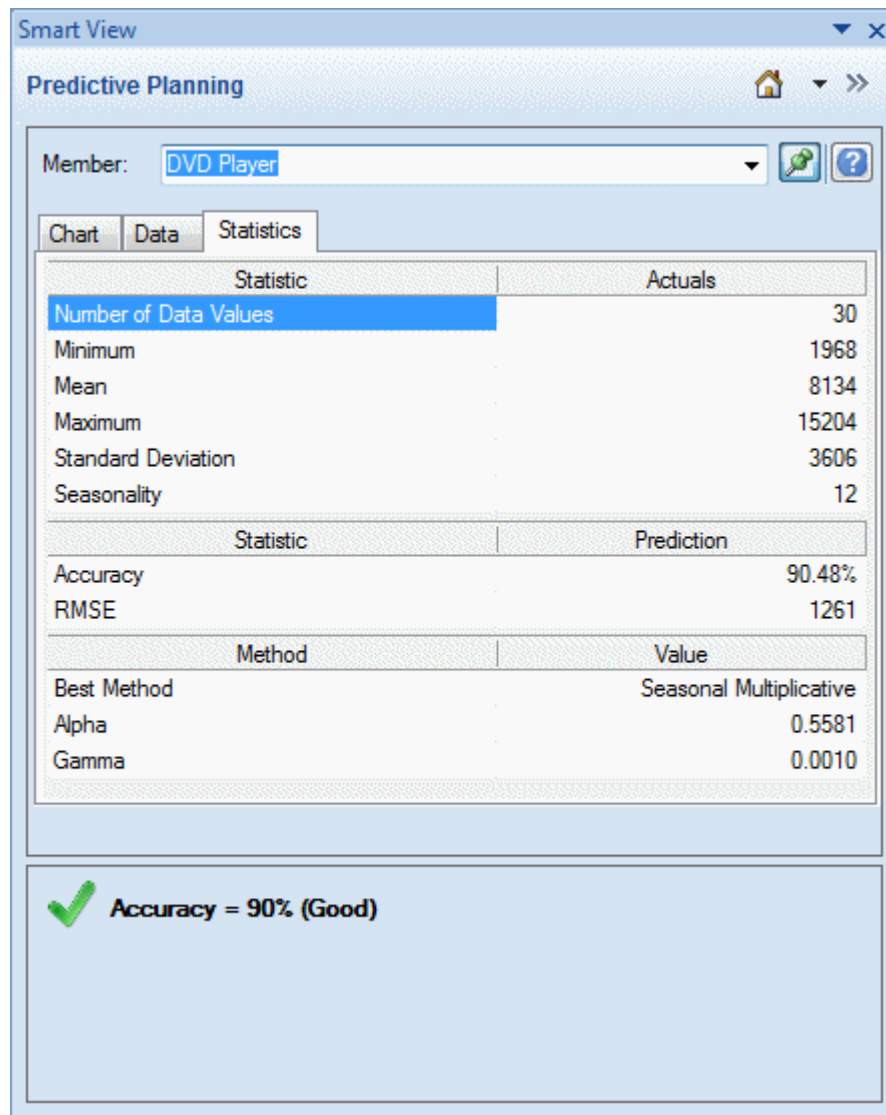 Smart View
Predictive Planning
Member: DVD Player
Chart Data Statistics
Statistic Actuals
Number of Data Values 30
Minimum 1968
Mean 8134
Maximum 15204
Standard Deviation 3606
Seasonality 12
Statistic Prediction
Accuracy 90.48%
RMSE 1261
Method Value
Best Method Seasonal Multiplicative
Alpha 0.5581
Gamma 0.0010
Accuracy = 90% (Good)